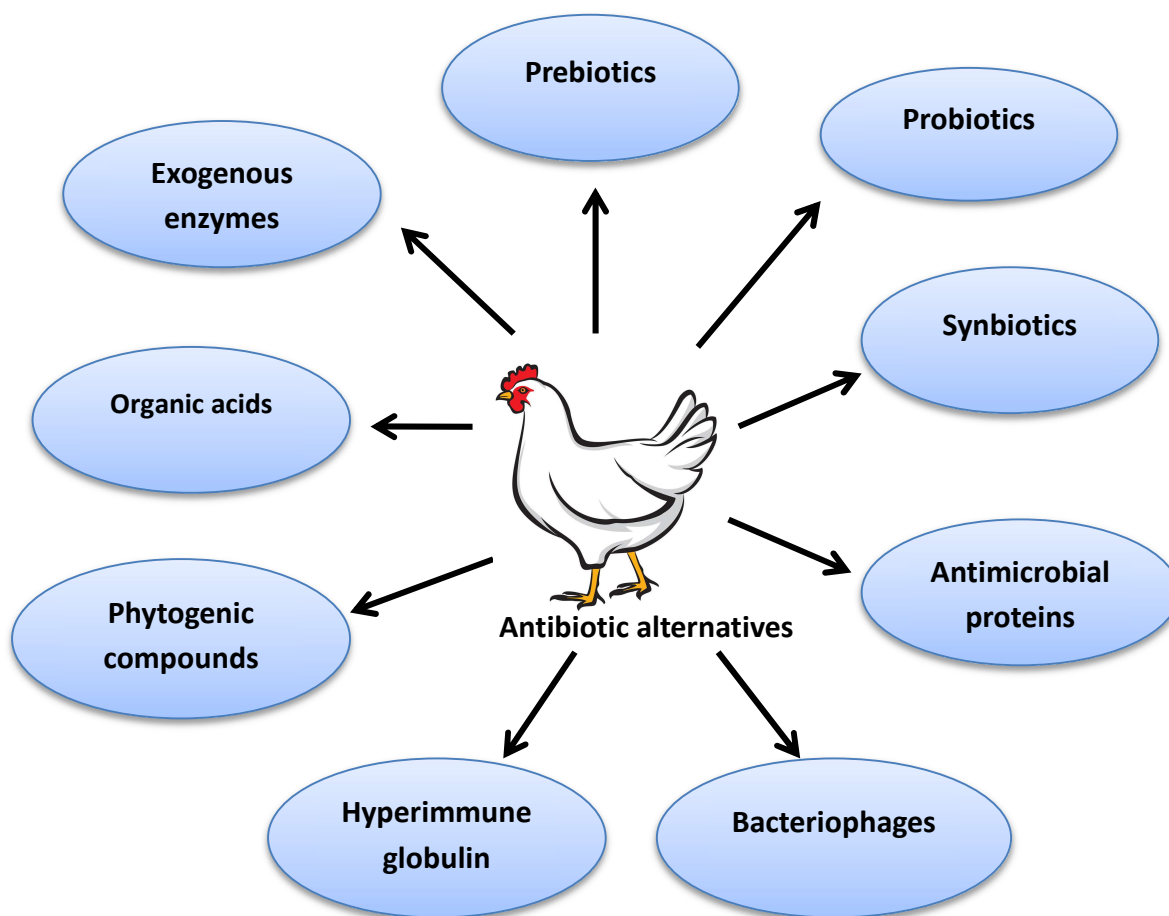 Prebiotics
Probiotics
Exogenous
enzymes
Synbiotics
Organic acids
Antimicrobial
proteins
Phytogenic
compounds
Antibiotic alternatives
Hyperimmune
globulin
Bacteriophages